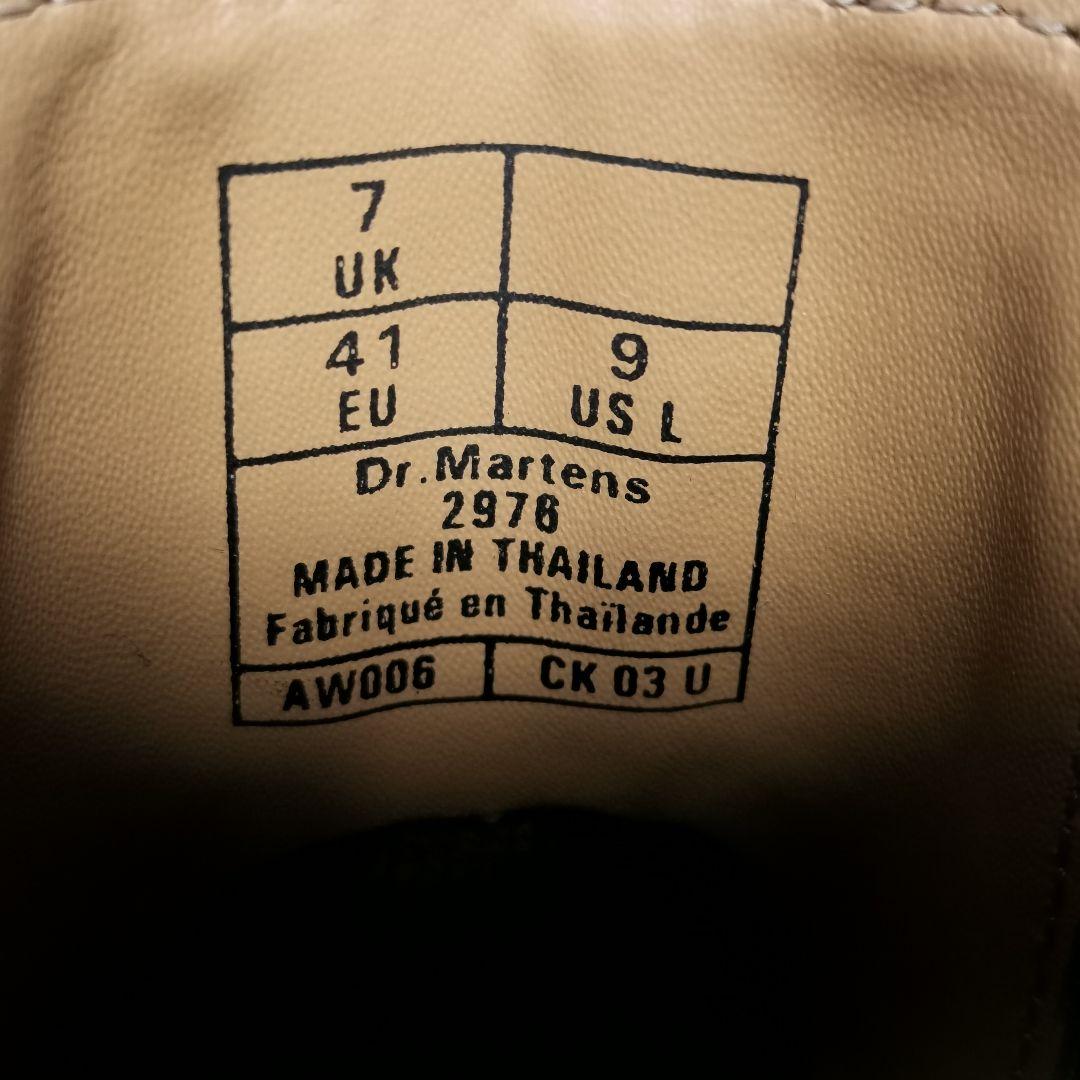 7
UK
41
EU
9
US L
Dr.Martens
2976
MADE IN THAILAND
Fabriqué en Thaïlande
AW006
CK 03 U